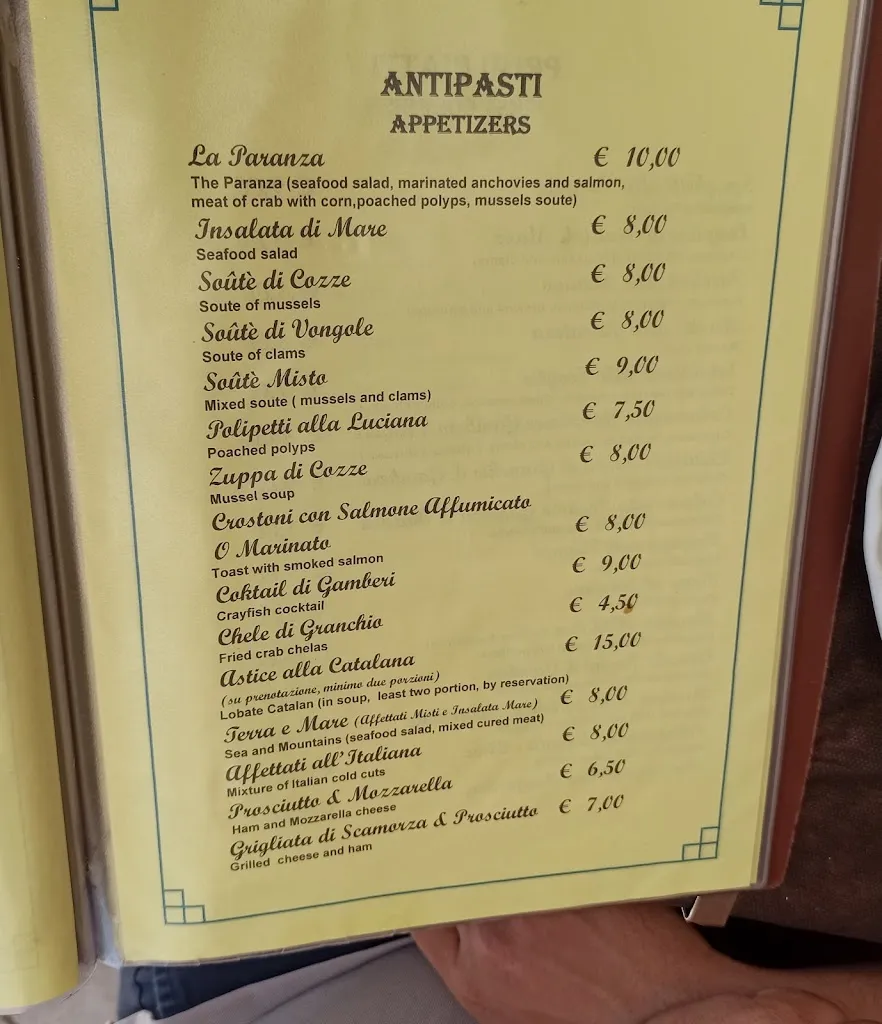 ANTIPASTI
APPETIZERS
La Paranza € 10,00
The Paranza (seafood salad, marinated anchovies and salmon,
meat of crab with corn,poached polyps, mussels soute)
Insalata di Mare € 8,00
Seafood salad
Soûtè di Cozze € 8,00
Soute of mussels
Soûtè di Vongole € 8,00
Soute of clams
Soûtè Misto € 9,00
Mixed soute ( mussels and clams)
Polipetti alla Luciana € 7,50
Poached polyps
Zuppa di Cozze € 8,00
Mussel soup
Crostoni con Salmone Affumicato
O Marinato € 8,00
Toast with smoked salmon
Coktail di Gamberi € 9,00
Crayfish cocktail
Chele di Granchio € 4,50
Fried crab chelas
Astice alla Catalana € 15,00
(su prenotazione, minimo due porzioni)
Lobate Catalan (in soup, least two portion, by reservation)
Terra e Mare (Affettati Misti e Insalata Mare) € 8,00
Sea and Mountains (seafood salad, mixed cured meat)
Affettati all'Italiana € 8,00
Mixture of Italian cold cuts
Prosciutto & Mozzarella € 6,50
Ham and Mozzarella cheese
Grigliata di Scamorza & Prosciutto € 7,00
Grilled cheese and ham